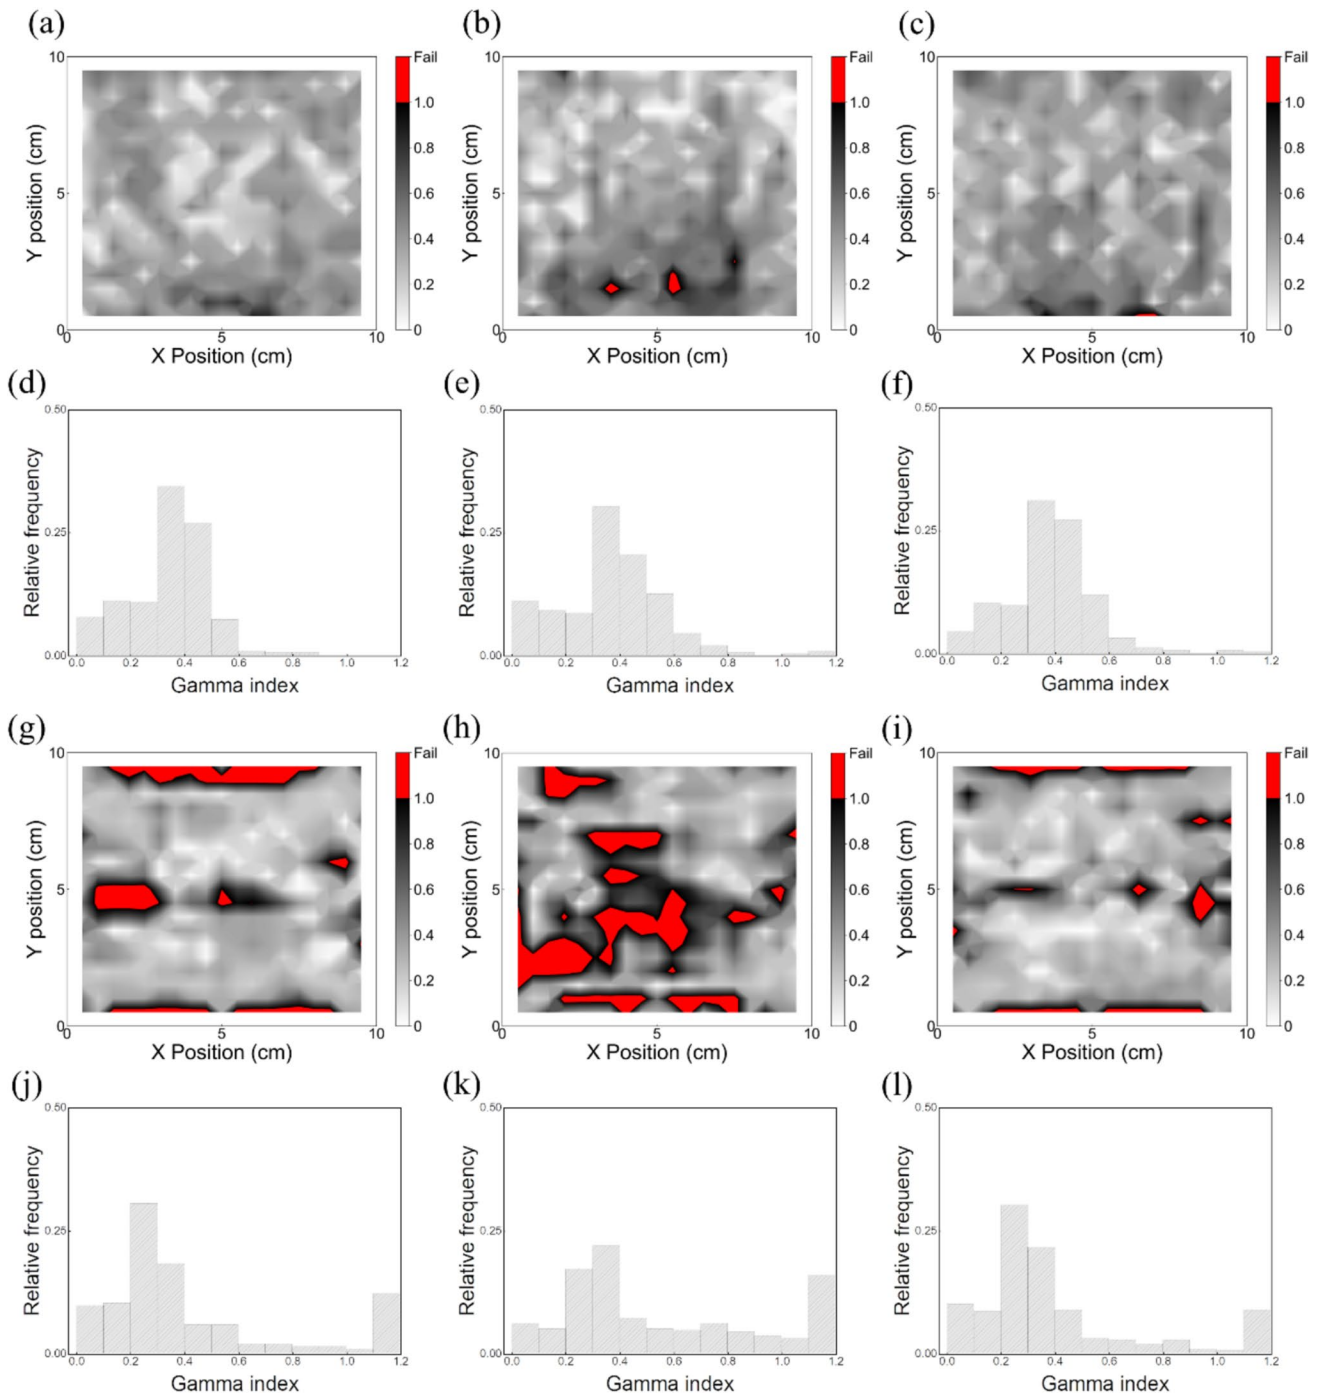 (a)
(b)
(c)
10
Fail
1.0
0.8
0.6
0.4
0.2
0
5
0
0
5
10
Y position (cm)
X Position (cm)
10
Fail
1.0
0.8
0.6
0.4
0.2
0
5
0
0
5
10
Y position (cm)
X Position (cm)
10
Fail
1.0
0.8
0.6
0.4
0.2
0
5
0
0
5
10
Y position (cm)
X Position (cm)
(d)
(e)
(f)
0.50
0.25
0.00
0.0 0.2 0.4 0.6 0.8 1.0 1.2
Relative frequency
Gamma index
0.50
0.25
0.00
0.0 0.2 0.4 0.6 0.8 1.0 1.2
Relative frequency
Gamma index
0.50
0.25
0.00
0.0 0.2 0.4 0.6 0.8 1.0 1.2
Relative frequency
Gamma index
(g)
(h)
(i)
10
Fail
1.0
0.8
0.6
0.4
0.2
0
5
0
0
5
10
Y position (cm)
X Position (cm)
10
Fail
1.0
0.8
0.6
0.4
0.2
0
5
0
0
5
10
Y position (cm)
X Position (cm)
10
Fail
1.0
0.8
0.6
0.4
0.2
0
5
0
0
5
10
Y position (cm)
X Position (cm)
(j)
(k)
(l)
0.50
0.25
0.00
0.0 0.2 0.4 0.6 0.8 1.0 1.2
Relative frequency
Gamma index
0.50
0.25
0.00
0.0 0.2 0.4 0.6 0.8 1.0 1.2
Relative frequency
Gamma index
0.50
0.25
0.00
0.0 0.2 0.4 0.6 0.8 1.0 1.2
Relative frequency
Gamma index